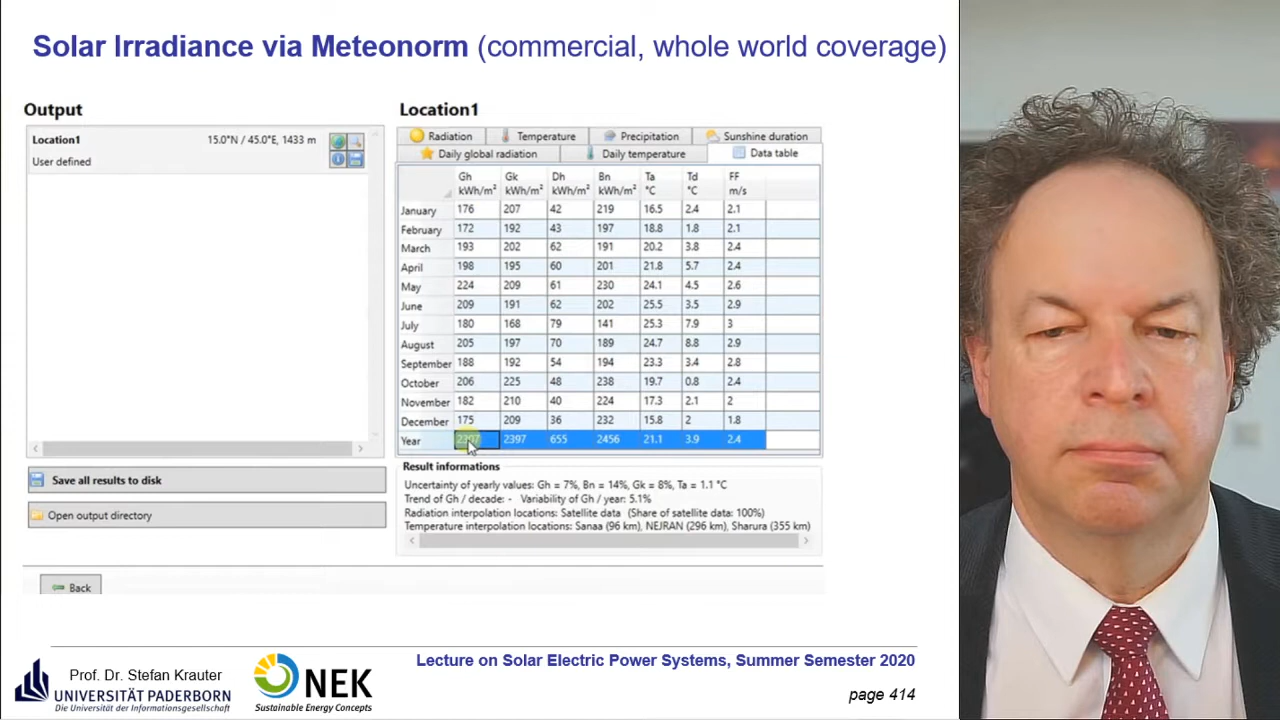 Solar Irradiance via Meteonorm (commercial, whole world coverage)
Output
Location1 15.0°N / 45.0°E, 1433 m
User defined
Save all results to disk
Open output directory
Back
Location1
Radiation Temperature Precipitation Sunshine duration
Daily global radiation Daily temperature Data table
Gh Gk Dh Bn Ta Td FF
kWh/m² kWh/m² kWh/m² kWh/m² °C °C m/s
January 176 207 42 219 16.5 2.4 2.1
February 172 192 43 197 18.8 1.8 2.1
March 193 202 62 191 20.2 3.8 2.4
April 198 195 60 201 21.8 5.7 2.4
May 224 209 61 230 24.1 4.5 2.6
June 209 191 62 202 25.5 3.5 2.9
July 180 168 79 141 25.3 7.9 3
August 205 197 70 189 24.7 8.8 2.9
September 188 192 54 194 23.3 3.4 2.8
October 206 225 48 238 19.7 0.8 2.4
November 182 210 40 224 17.3 2.1 2
December 175 209 36 232 15.8 2 1.8
Year 2397 655 2456 21.1 3.9 2.4
Result informations
Uncertainty of yearly values: Gh = 7%, Bn = 14%, Gk = 8%, Ta = 1.1 °C
Trend of Gh / decade: - Variability of Gh / year: 5.1%
Radiation interpolation locations: Satellite data (Share of satellite data: 100%)
Temperature interpolation locations: Sanaa (96 km), NEJRAN (296 km), Sharura (355 km)
Prof. Dr. Stefan Krauter
UNIVERSITÄT PADERBORN
Die Universität der Informationsgesellschaft
NEK
Sustainable Energy Concepts
Lecture on Solar Electric Power Systems, Summer Semester 2020
page 414